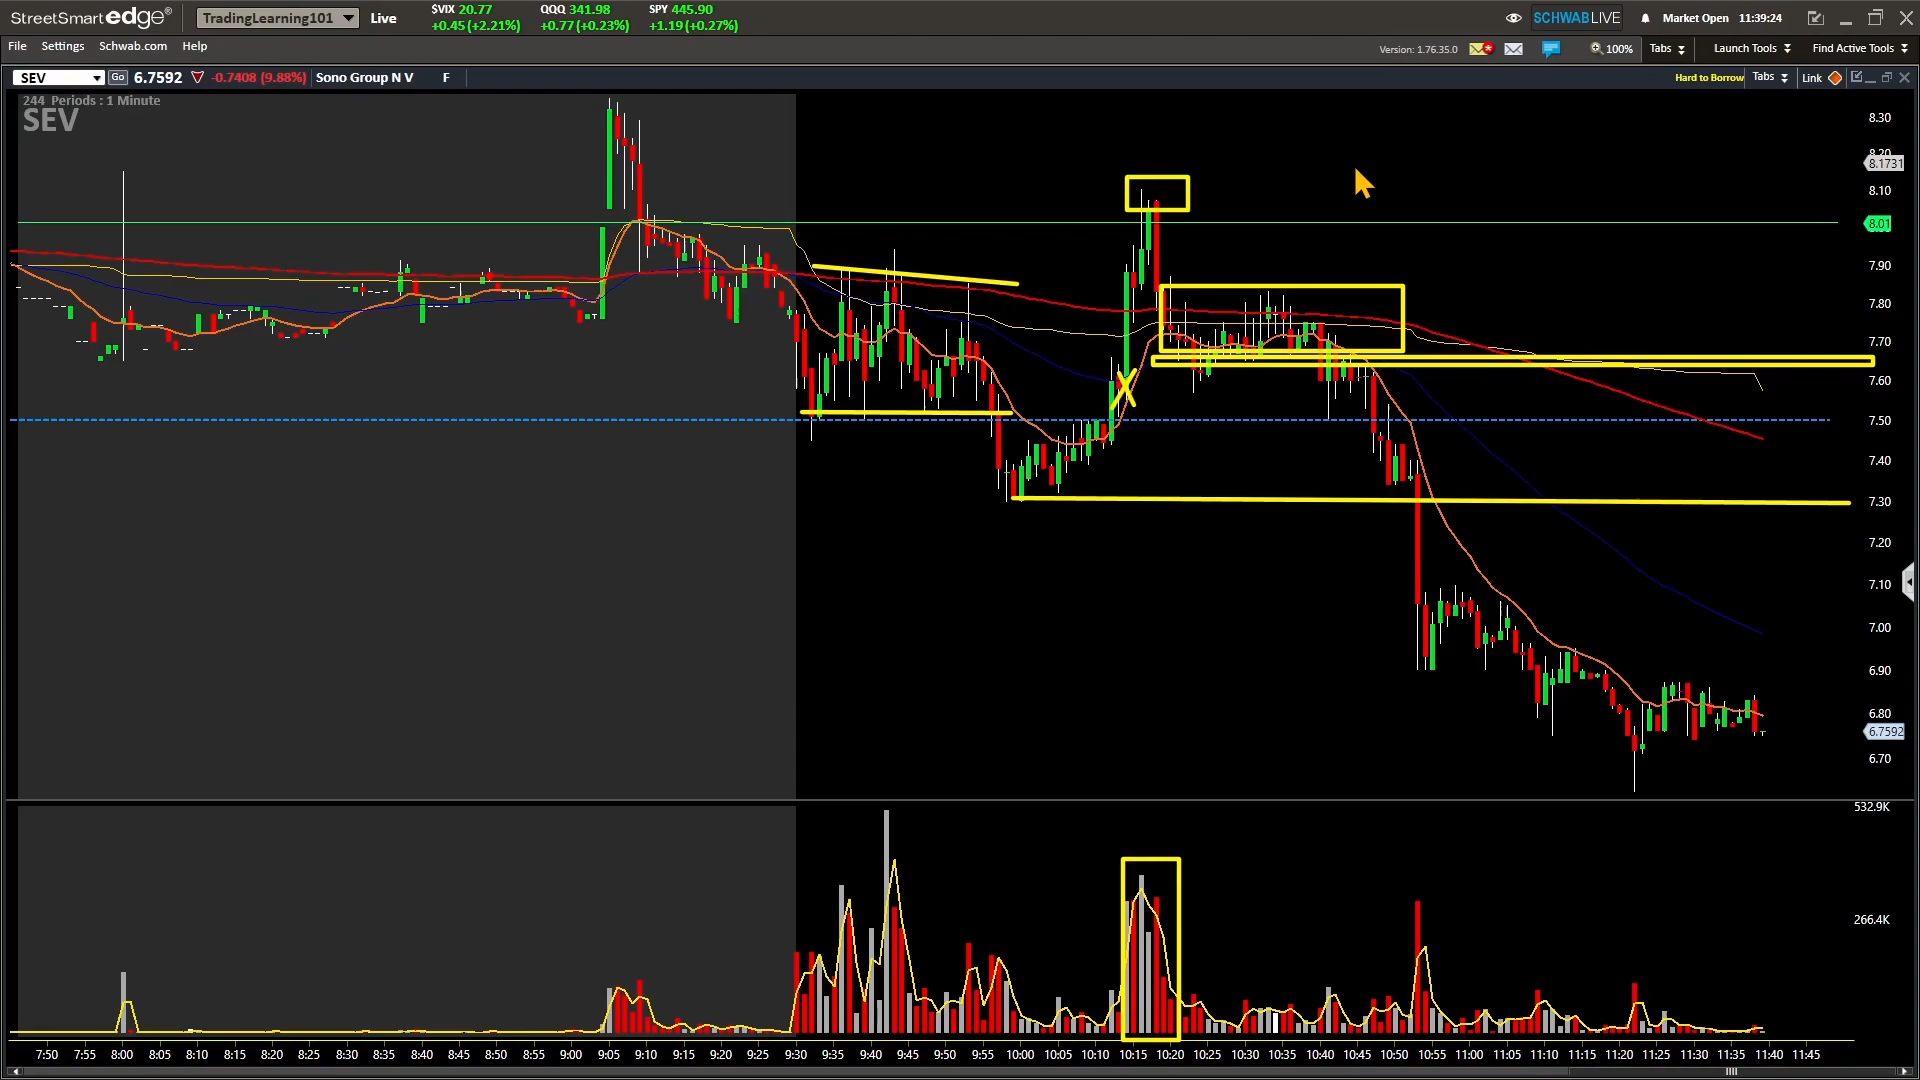 StreetSmart edge® TradingLearning101 Live $VIX 20.77 QQQ 341.98 SPY 445.90 SCHWABLIVE Market Open 11:39:24
+0.45 (+2.21%) +0.77 (+0.23%) +1.19 (+0.27%)
File Settings Schwab.com Help Version: 1.76.35.0 100% Tabs Launch Tools Find Active Tools
SEV Go 6.7592 -0.7408 (9.88%) Sono Group N V F Hard to Borrow Tabs Link
244 Periods : 1 Minute
SEV
8.30
8.20
8.1731
8.10
8.01
7.90
7.80
7.70
7.60
7.50
7.40
7.30
7.20
7.10
7.00
6.90
6.80
6.7592
6.70
532.9K
266.4K
7:50 7:55 8:00 8:05 8:10 8:15 8:20 8:25 8:30 8:35 8:40 8:45 8:50 8:55 9:00 9:05 9:10 9:15 9:20 9:25 9:30 9:35 9:40 9:45 9:50 9:55 10:00 10:05 10:10 10:15 10:20 10:25 10:30 10:35 10:40 10:45 10:50 10:55 11:00 11:05 11:10 11:15 11:20 11:25 11:30 11:35 11:40 11:45